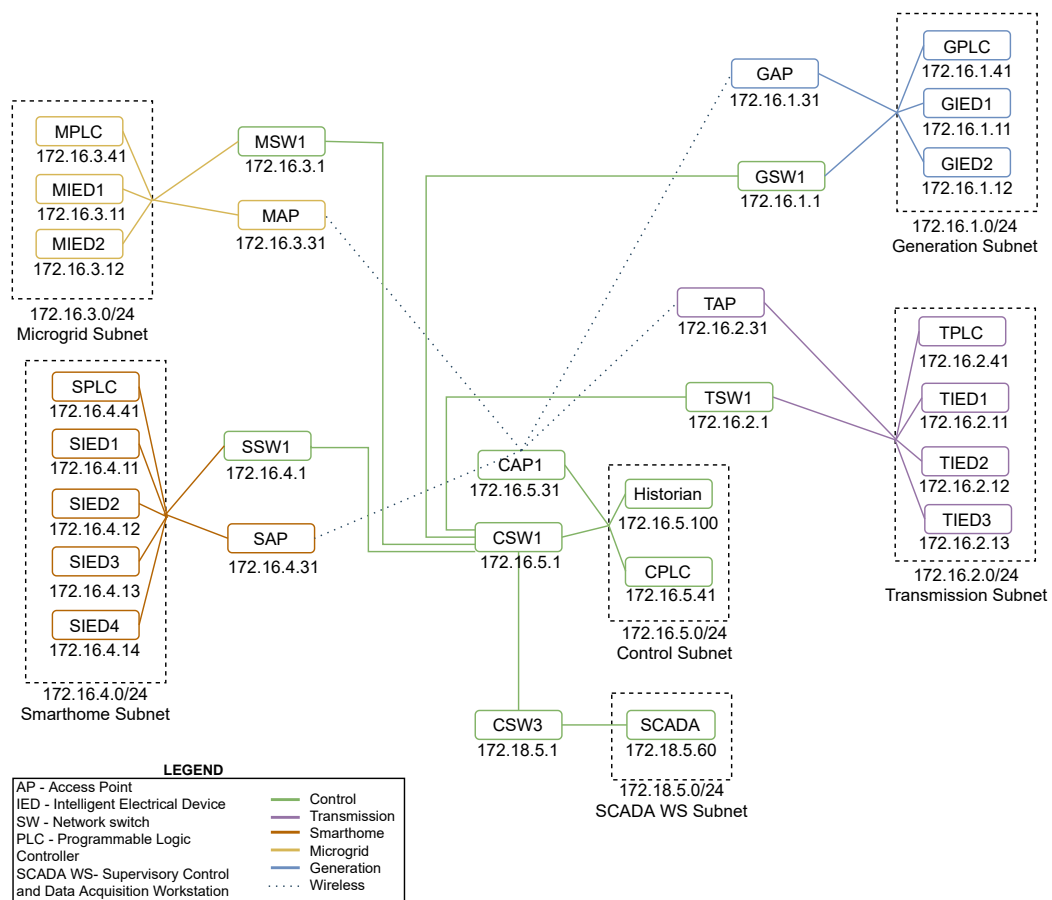 GPLC
172.16.1.41
GIED1
172.16.1.11
GIED2
172.16.1.12
172.16.1.0/24
Generation Subnet
GAP
172.16.1.31
GSW1
172.16.1.1
MPLC
172.16.3.41
MIED1
172.16.3.11
MIED2
172.16.3.12
172.16.3.0/24
Microgrid Subnet
MSW1
172.16.3.1
MAP
172.16.3.31
TAP
172.16.2.31
TSW1
172.16.2.1
TPLC
172.16.2.41
TIED1
172.16.2.11
TIED2
172.16.2.12
TIED3
172.16.2.13
172.16.2.0/24
Transmission Subnet
SPLC
172.16.4.41
SIED1
172.16.4.11
SIED2
172.16.4.12
SIED3
172.16.4.13
SIED4
172.16.4.14
172.16.4.0/24
Smarthome Subnet
SSW1
172.16.4.1
SAP
172.16.4.31
CAP1
172.16.5.31
CSW1
172.16.5.1
Historian
172.16.5.100
CPLC
172.16.5.41
172.16.5.0/24
Control Subnet
CSW3
172.18.5.1
SCADA
172.18.5.60
172.18.5.0/24
SCADA WS Subnet
LEGEND
AP - Access Point
IED - Intelligent Electrical Device
SW - Network switch
PLC - Programmable Logic
Controller
SCADA WS- Supervisory Control
and Data Acquisition Workstation
Control
Transmission
Smarthome
Microgrid
Generation
Wireless